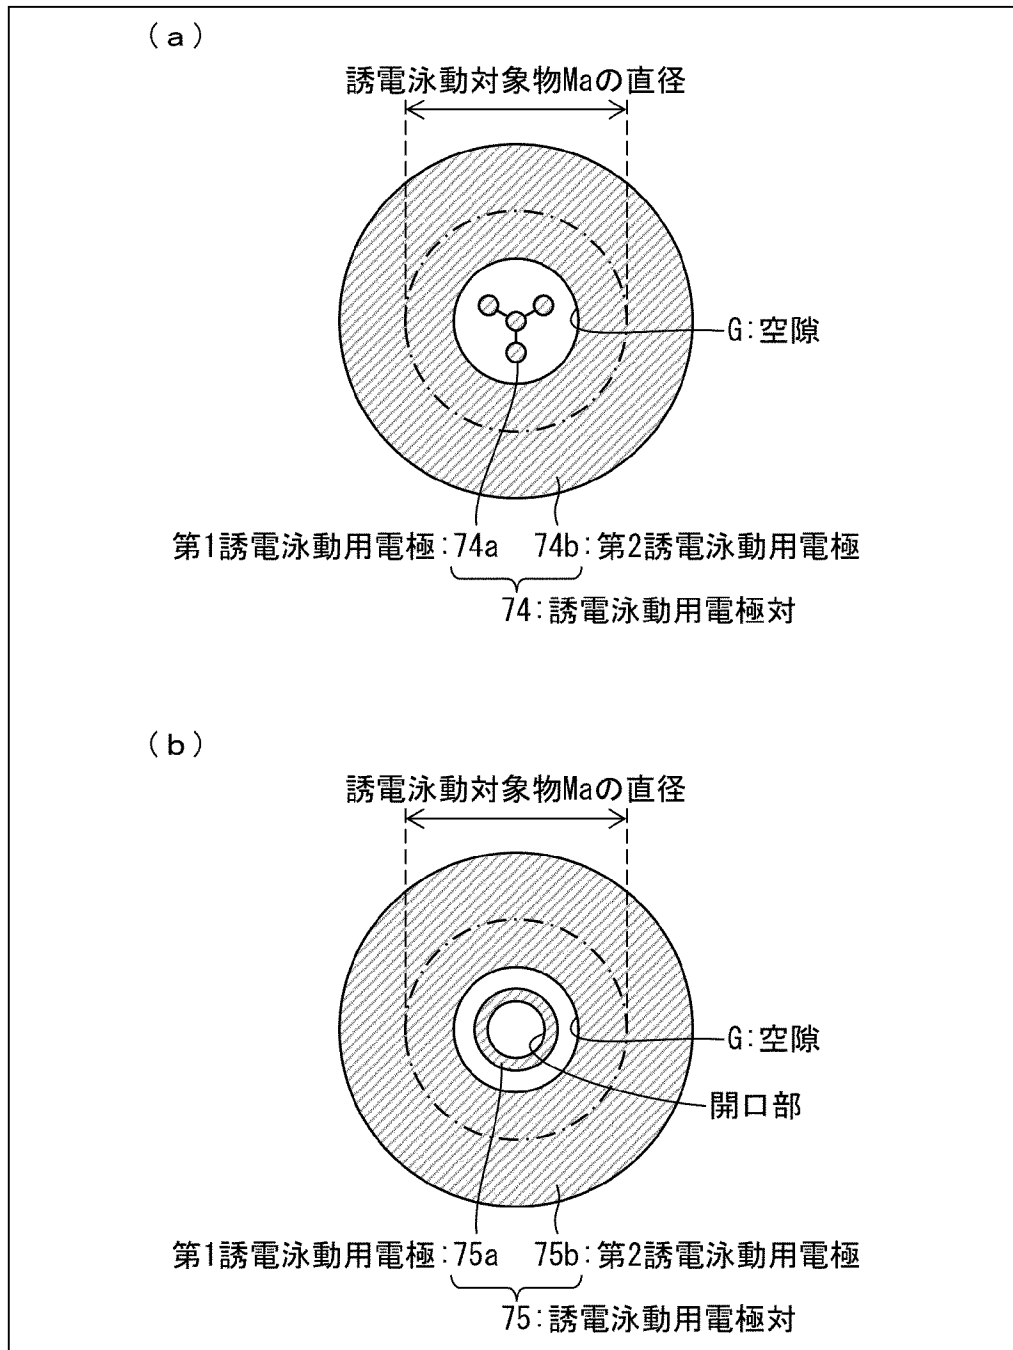 (a)
誘電泳動対象物Maの直径
G:空隙
第1誘電泳動用電極:74a 74b:第2誘電泳動用電極
74:誘電泳動用電極対
(b)
誘電泳動対象物Maの直径
G:空隙
開口部
第1誘電泳動用電極:75a 75b:第2誘電泳動用電極
75:誘電泳動用電極対